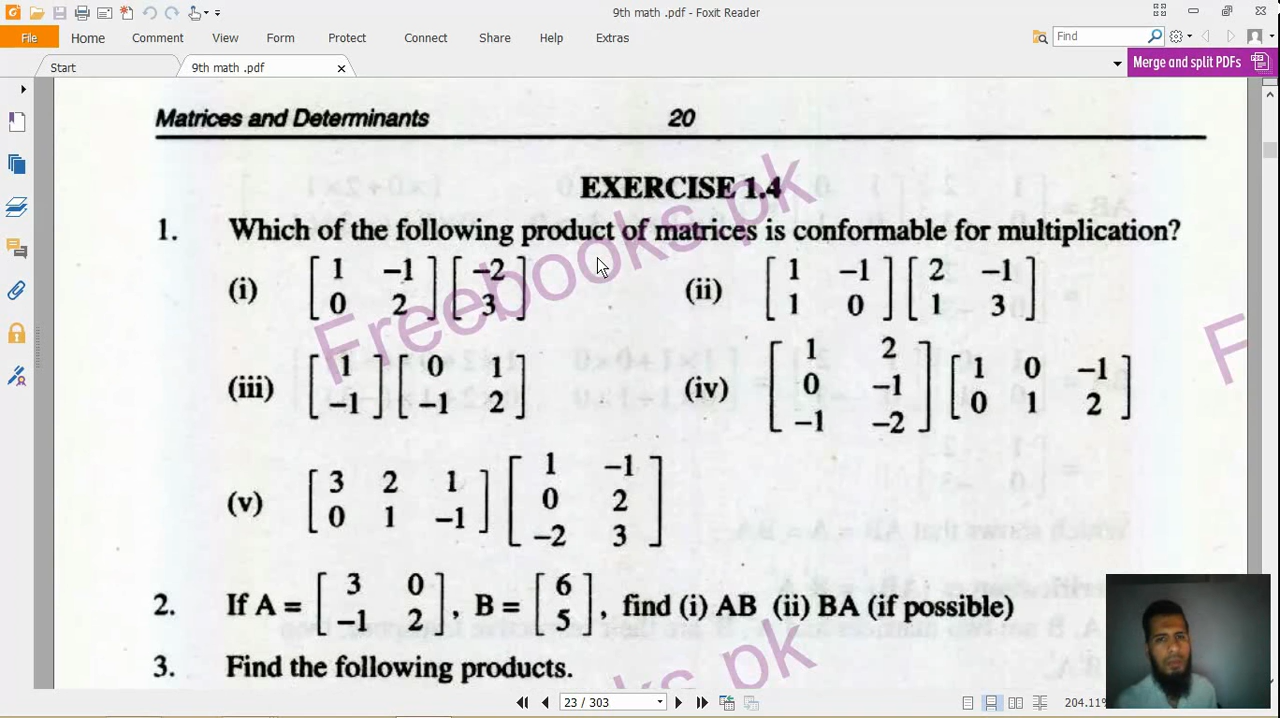 9th math .pdf - Foxit Reader
File Home Comment View Form Protect Connect Share Help Extras Find
Start 9th math .pdf Merge and split PDFs
Matrices and Determinants 20
EXERCISE 1.4
1. Which of the following product of matrices is conformable for multiplication?
(i) [1 −1 −2 (ii) 1 −1 2 −1
0 2] [3] 1 0 1 3
(iii) 1 0 1 (iv) 1 2 1 0 −1
−1 −1 2 0 −1 0 1 2
−1 −2
(v) 3 2 1 1 −1
0 1 −1 0 2
−2 3
2. If A = [3 0 , B = [6 , find (i) AB (ii) BA (if possible)
−1 2] 5]
3. Find the following products.
Freebooks.pk
ks.pk
F
23 / 303 204.11%